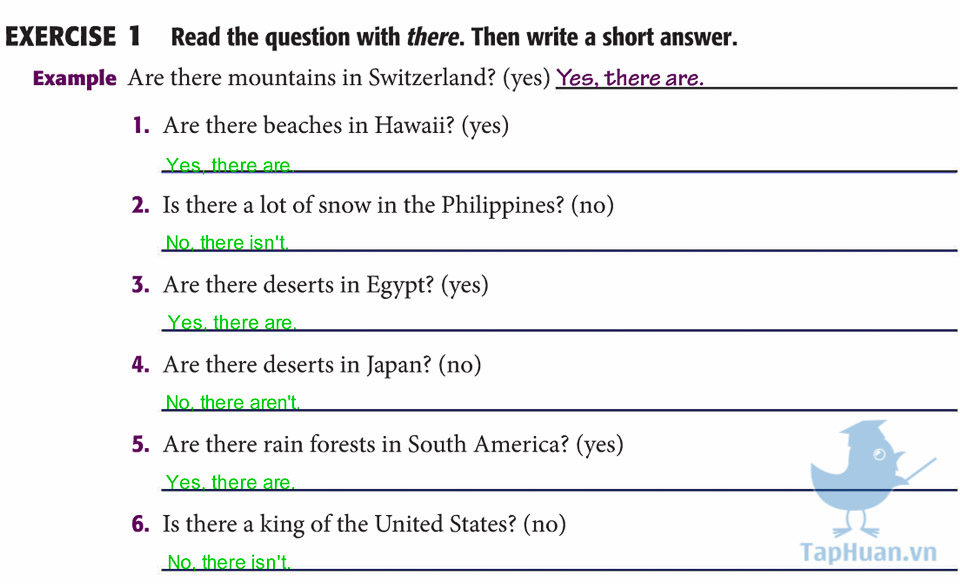 EXERCISE 1 Read the question with there. Then write a short answer.
Example Are there mountains in Switzerland? (yes) Yes, there are.
1. Are there beaches in Hawaii? (yes)
Yes, there are.
2. Is there a lot of snow in the Philippines? (no)
No, there isn't.
3. Are there deserts in Egypt? (yes)
Yes, there are.
4. Are there deserts in Japan? (no)
No, there aren't.
5. Are there rain forests in South America? (yes)
Yes, there are.
6. Is there a king of the United States? (no)
No, there isn't.
TapHuan.vn